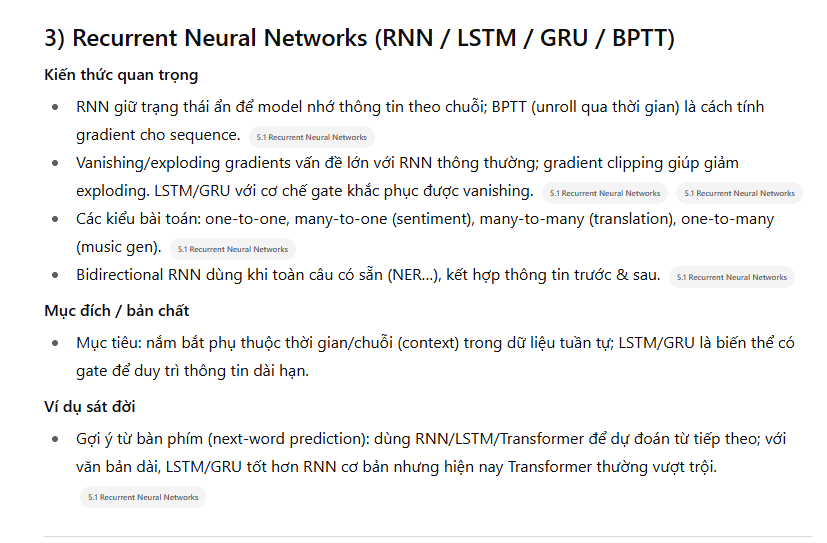 3) Recurrent Neural Networks (RNN / LSTM / GRU / BPTT)
Kiến thức quan trọng
• RNN giữ trạng thái ẩn để model nhớ thông tin theo chuỗi; BPTT (unroll qua thời gian) là cách tính
gradient cho sequence. 5.1 Recurrent Neural Networks
• Vanishing/exploding gradients vấn đề lớn với RNN thông thường; gradient clipping giúp giảm
exploding. LSTM/GRU với cơ chế gate khắc phục được vanishing. 5.1 Recurrent Neural Networks 5.1 Recurrent Neural Networks
• Các kiểu bài toán: one-to-one, many-to-one (sentiment), many-to-many (translation), one-to-many
(music gen). 5.1 Recurrent Neural Networks
• Bidirectional RNN dùng khi toàn câu có sẵn (NER...), kết hợp thông tin trước & sau. 5.1 Recurrent Neural Networks
Mục đích / bản chất
• Mục tiêu: nắm bắt phụ thuộc thời gian/chuỗi (context) trong dữ liệu tuần tự; LSTM/GRU là biến thể có
gate để duy trì thông tin dài hạn.
Ví dụ sát đời
• Gợi ý từ bàn phím (next-word prediction): dùng RNN/LSTM/Transformer để dự đoán từ tiếp theo; với
văn bản dài, LSTM/GRU tốt hơn RNN cơ bản nhưng hiện nay Transformer thường vượt trội.
5.1 Recurrent Neural Networks